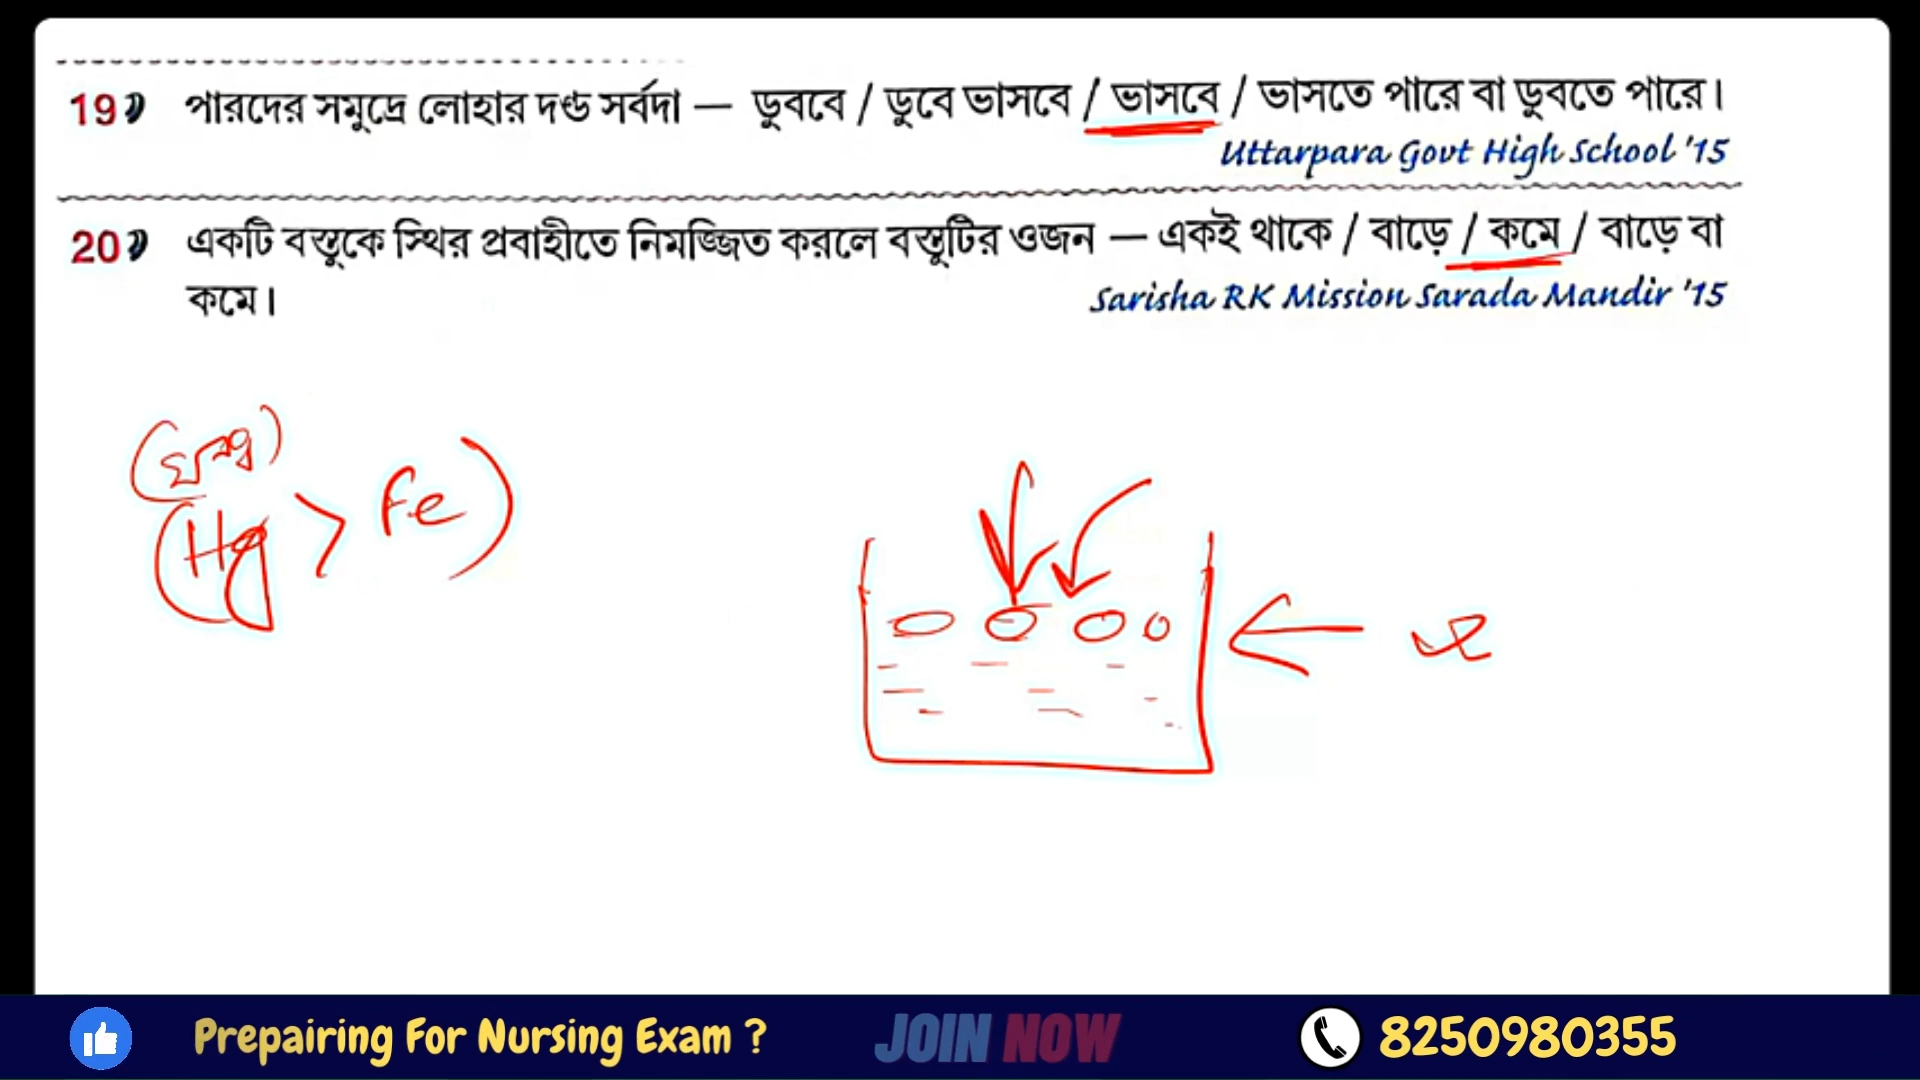 19) পারদের সমুদ্রে লোহার দণ্ড সর্বদা — ডুববে / ডুবে ভাসবে / ভাসবে / ভাসতে পারে বা ডুবতে পারে।
Uttarpara Govt High School '15
20) একটি বস্তুকে স্থির প্রবাহীতে নিমজ্জিত করলে বস্তুটির ওজন — একই থাকে / বাড়ে / কমে / বাড়ে বা
কমে।
Sarisha RK Mission Sarada Mandir '15
(Hg > Fe)
Prepairing For Nursing Exam ?
JOIN NOW
8250980355